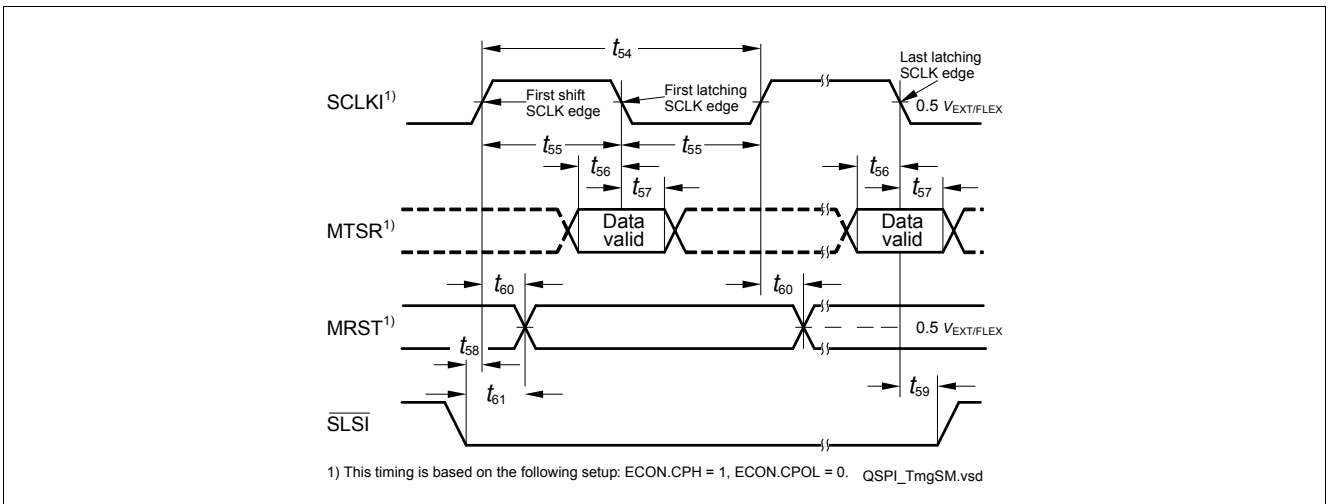 t54
SCLKI1)
First shift
SCLK edge
First latching
SCLK edge
Last latching
SCLK edge
0.5 VEXT/FLEX
t55
t55
t56
t57
t56
t57
MTSR1)
Data
valid
Data
valid
t60
t60
MRST1)
0.5 VEXT/FLEX
t58
t61
t59
SLSI
1) This timing is based on the following setup: ECON.CPH = 1, ECON.CPOL = 0. QSPI_TmgSM.vsd